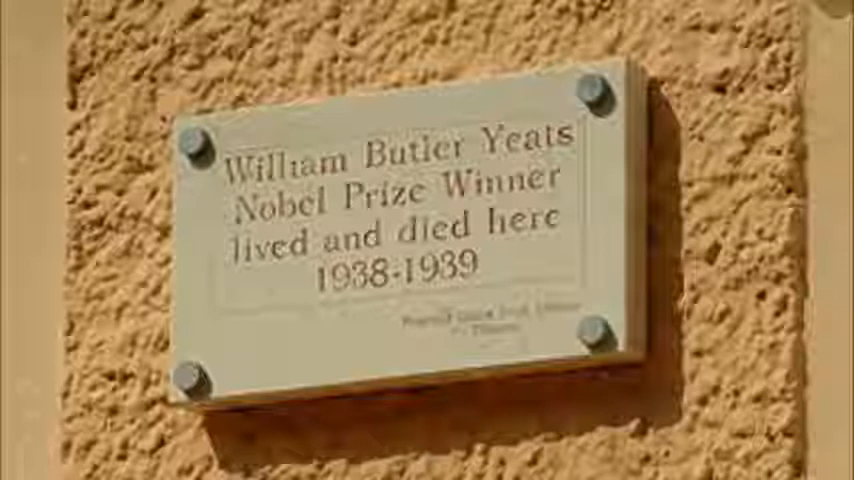 William Butler Yeats
Nobel Prize Winner
lived and died here
1938-1939